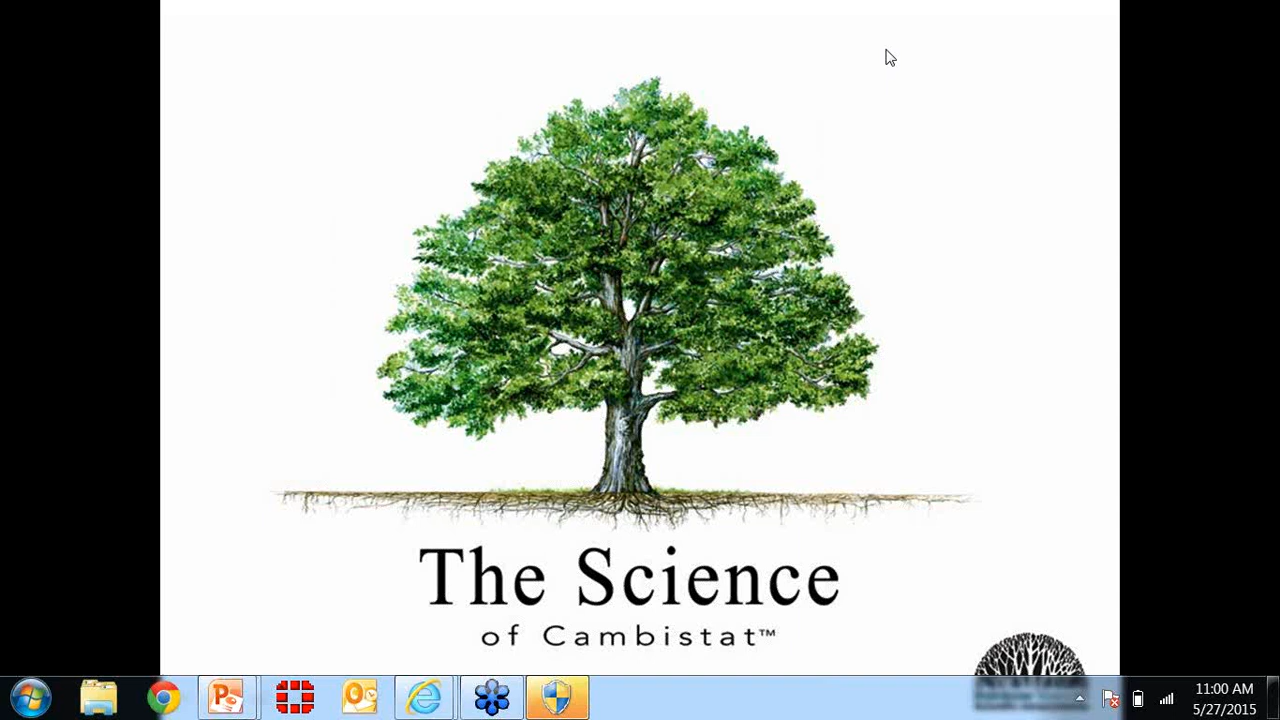 The Science
of Cambistat™
11:00 AM
5/27/2015